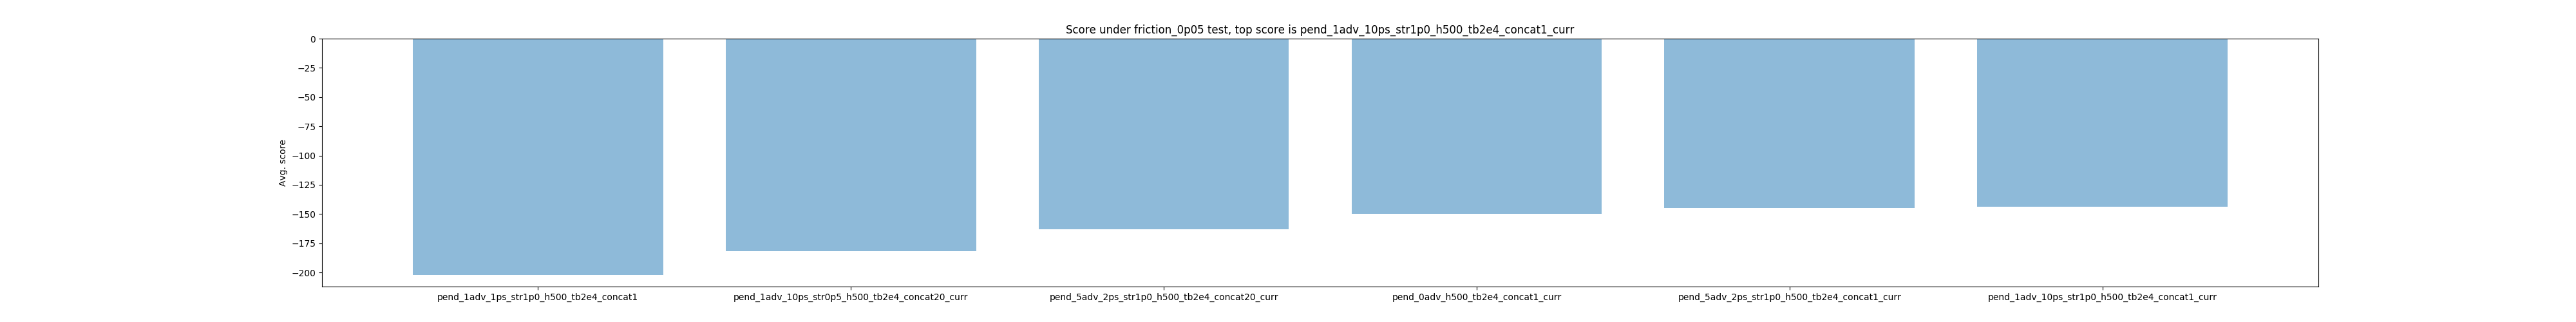 Score under friction_0p05 test, top score is pend_1adv_10ps_str1p0_h500_tb2e4_concat1_curr
Avg. score
0
−25
−50
−75
−100
−125
−150
−175
−200
pend_1adv_1ps_str1p0_h500_tb2e4_concat1
pend_1adv_10ps_str0p5_h500_tb2e4_concat20_curr
pend_5adv_2ps_str1p0_h500_tb2e4_concat20_curr
pend_0adv_h500_tb2e4_concat1_curr
pend_5adv_2ps_str1p0_h500_tb2e4_concat1_curr
pend_1adv_10ps_str1p0_h500_tb2e4_concat1_curr